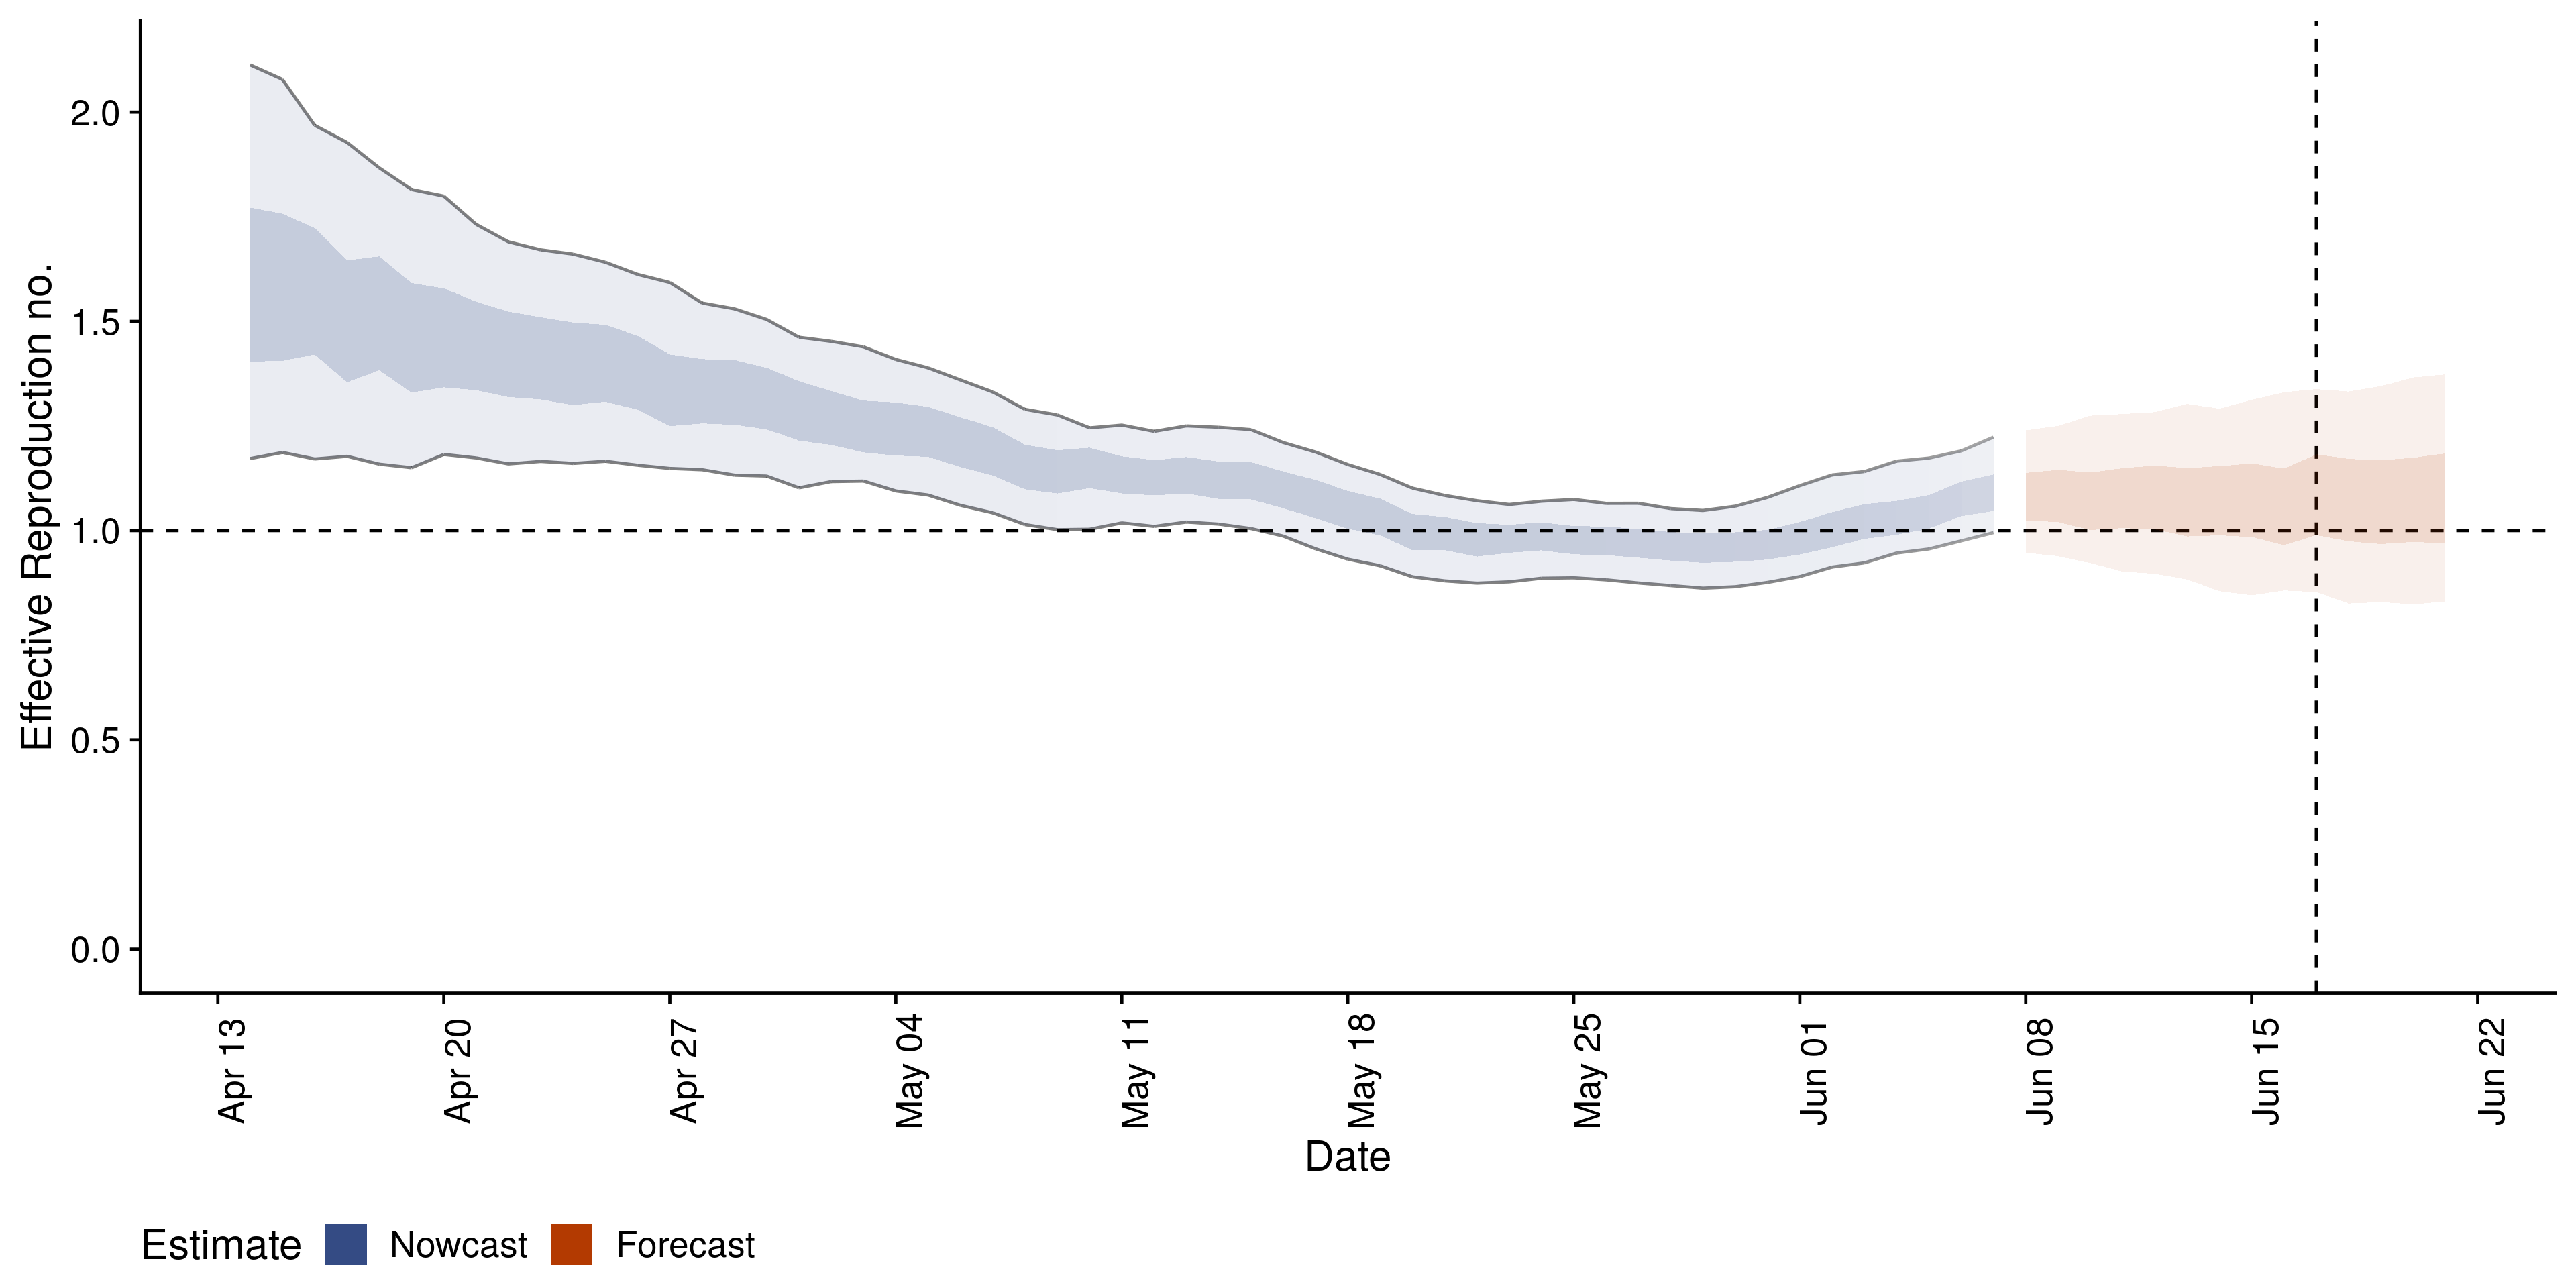 Effective Reproduction no.
2.0
1.5
1.0
0.5
0.0
Apr 13
Apr 20
Apr 27
May 04
May 11
May 18
May 25
Jun 01
Jun 08
Jun 15
Jun 22
Date
Estimate Nowcast Forecast